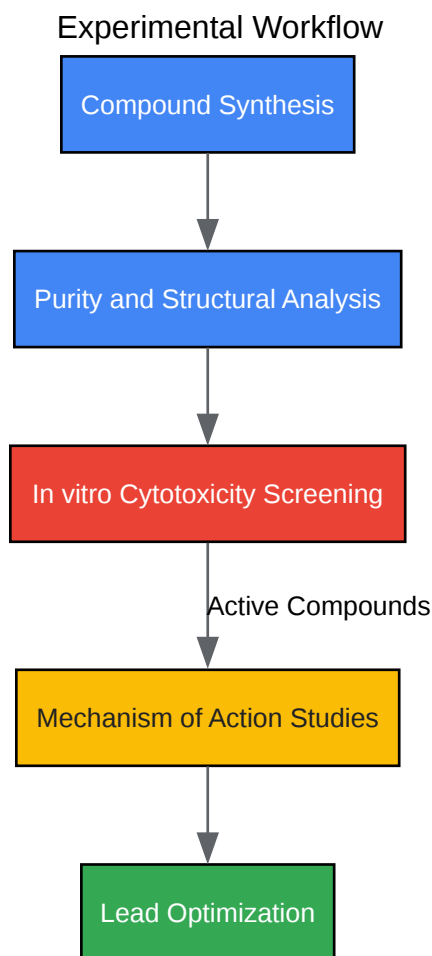 Experimental Workflow
Compound Synthesis
Purity and Structural Analysis
In vitro Cytotoxicity Screening
Active Compounds
Mechanism of Action Studies
Lead Optimization